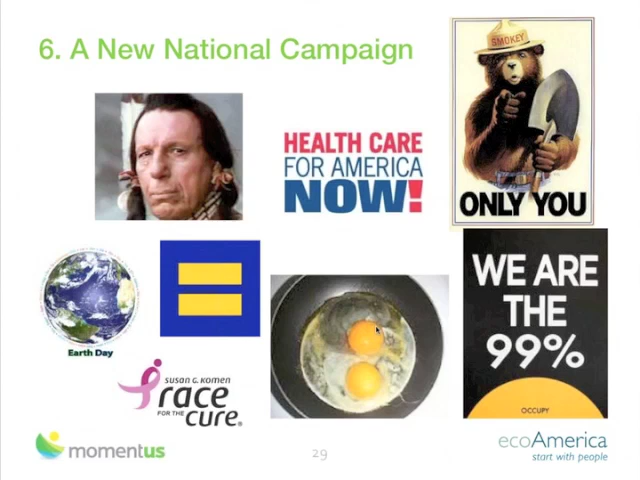 6. A New National Campaign
SMOKEY
HEALTH CARE
FOR AMERICA
NOW!
ONLY YOU
Earth Day
WE ARE
THE
99%
OCCUPY
SUSAN G. KOMEN
race
FOR THE
cure®
momentus
29
ecoAmerica
start with people